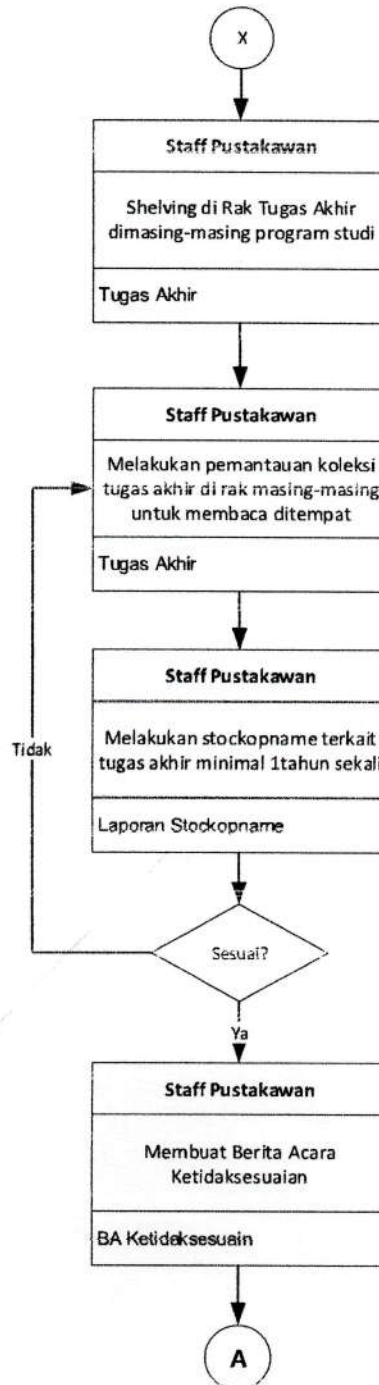 X
Staff Pustakawan
Shelving di Rak Tugas Akhir
dimasing-masing program studi
Tugas Akhir
Staff Pustakawan
Melakukan pemantauan koleksi
tugas akhir di rak masing-masing
untuk membaca ditempat
Tugas Akhir
Staff Pustakawan
Melakukan stockopname terkait
tugas akhir minimal 1tahun sekali
Laporan Stockopname
Tidak
Sesuai?
Ya
Staff Pustakawan
Membuat Berita Acara
Ketidaksesuaian
BA Ketidaksesuain
A